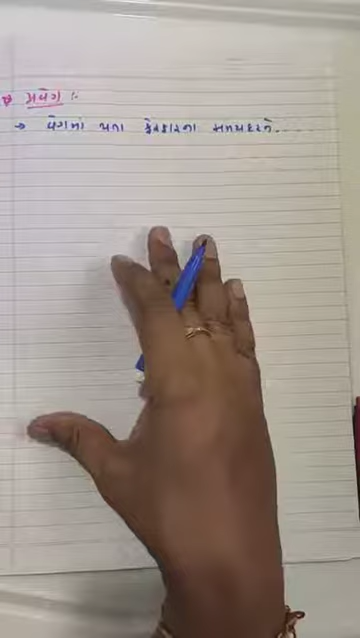 * પ્રવેગ :-
→ વેગમાં થતા ફેરફારના સમયદરને....